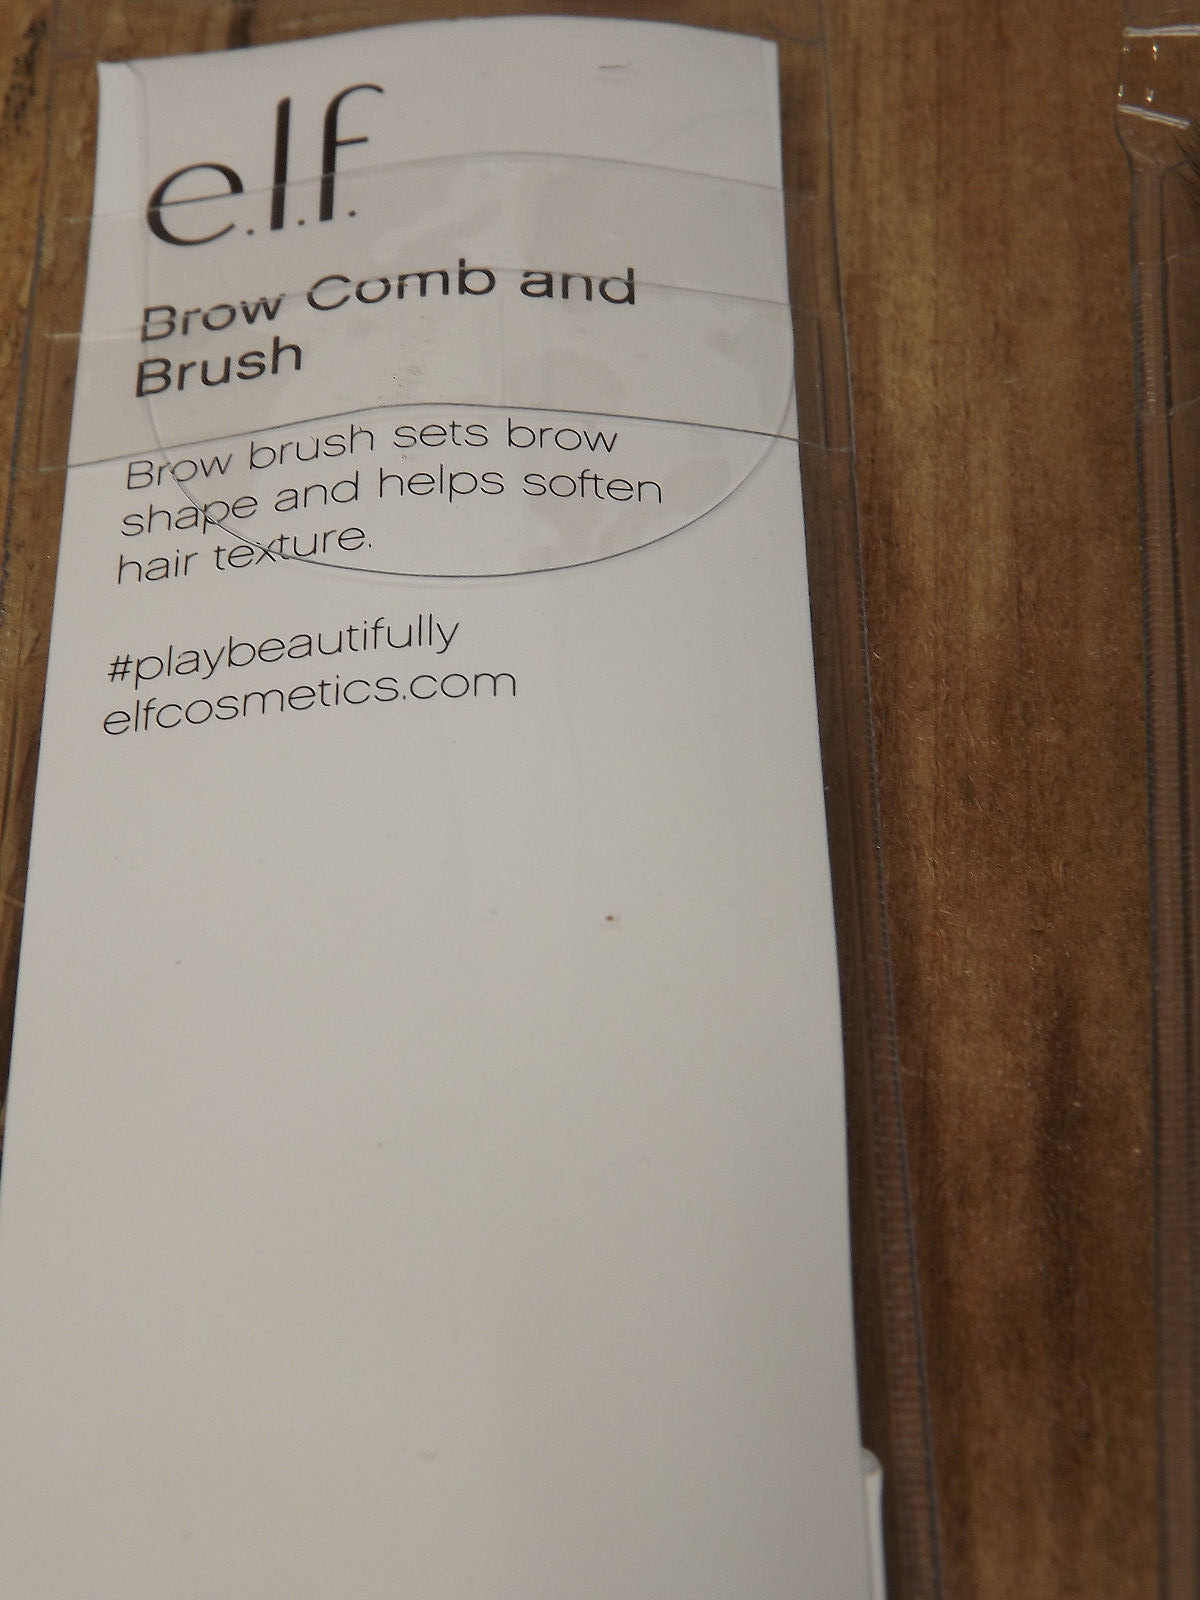 e.l.f.
Brow Comb and
Brush
Brow brush sets brow
shape and helps soften
hair texture.
#playbeautifully
elfcosmetics.com